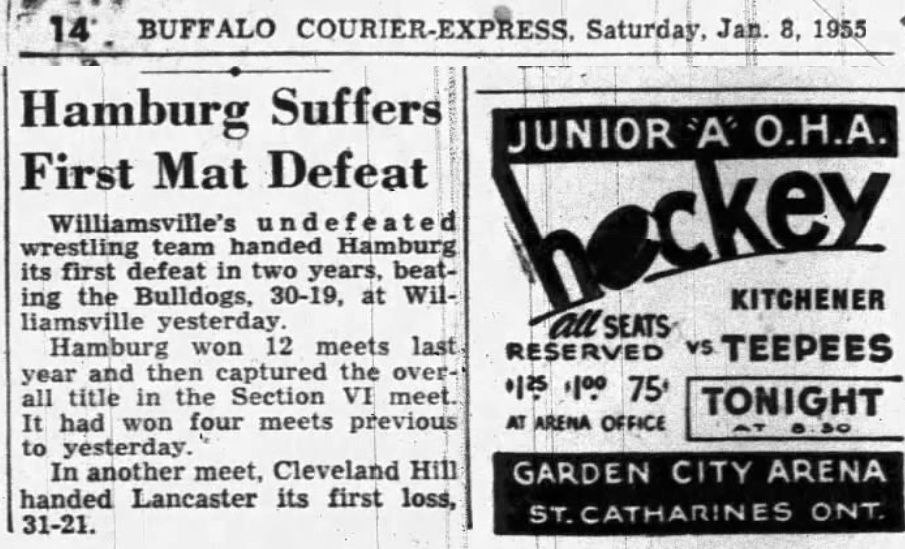 14 BUFFALO COURIER-EXPRESS, Saturday, Jan. 8, 1955
Hamburg Suffers
First Mat Defeat
Williamsville's undefeated
wrestling team handed Hamburg
its first defeat in two years, beat-
ing the Bulldogs, 30-19, at Wil-
liamsville yesterday.
Hamburg won 12 meets last
year and then captured the over-
all title in the Section VI meet.
It had won four meets previous
to yesterday.
In another meet, Cleveland Hill
handed Lancaster its first loss,
31-21.
JUNIOR "A" O.H.A.
hockey
KITCHENER
all SEATS
RESERVED
vs TEEPEES
$1.25 $1.00 75¢
AT ARENA OFFICE
TONIGHT
AT 8.30
GARDEN CITY ARENA
ST. CATHARINES ONT.